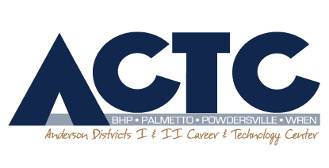 ACTC
BHP • PALMETTO • POWDERSVILLE • WREN
Anderson Districts I & II Career & Technology Center